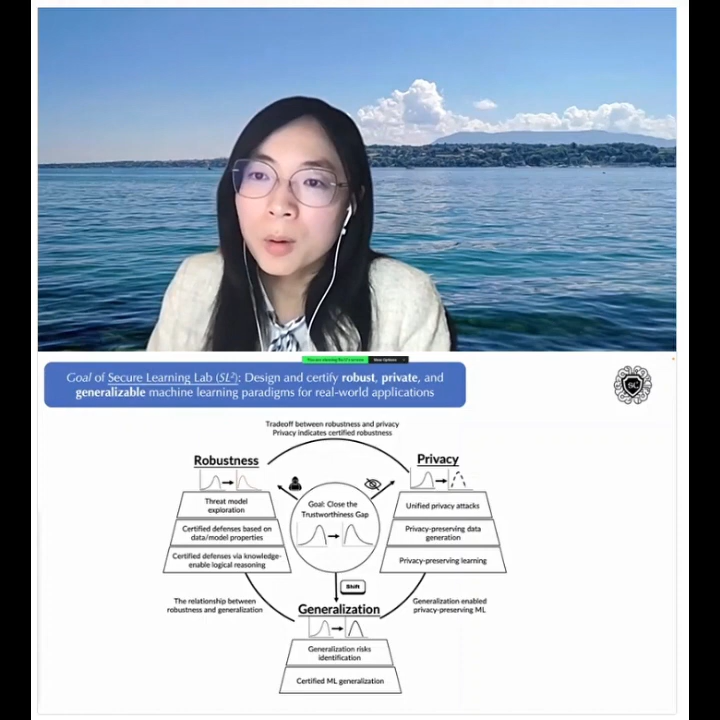 Goal of Secure Learning Lab (SL²): Design and certify robust, private, and
generalizable machine learning paradigms for real-world applications
Tradeoff between robustness and privacy
Privacy indicates certified robustness
Robustness
Privacy
Threat model
exploration
Certified defenses based on
data/model properties
Certified defenses via knowledge-
enable logical reasoning
Goal: Close the
Trustworthiness Gap
Unified privacy attacks
Privacy-preserving data
generation
Privacy-preserving learning
Shift
The relationship between
robustness and generalization
Generalization enabled
privacy-preserving ML
Generalization
Generalization risks
identification
Certified ML generalization